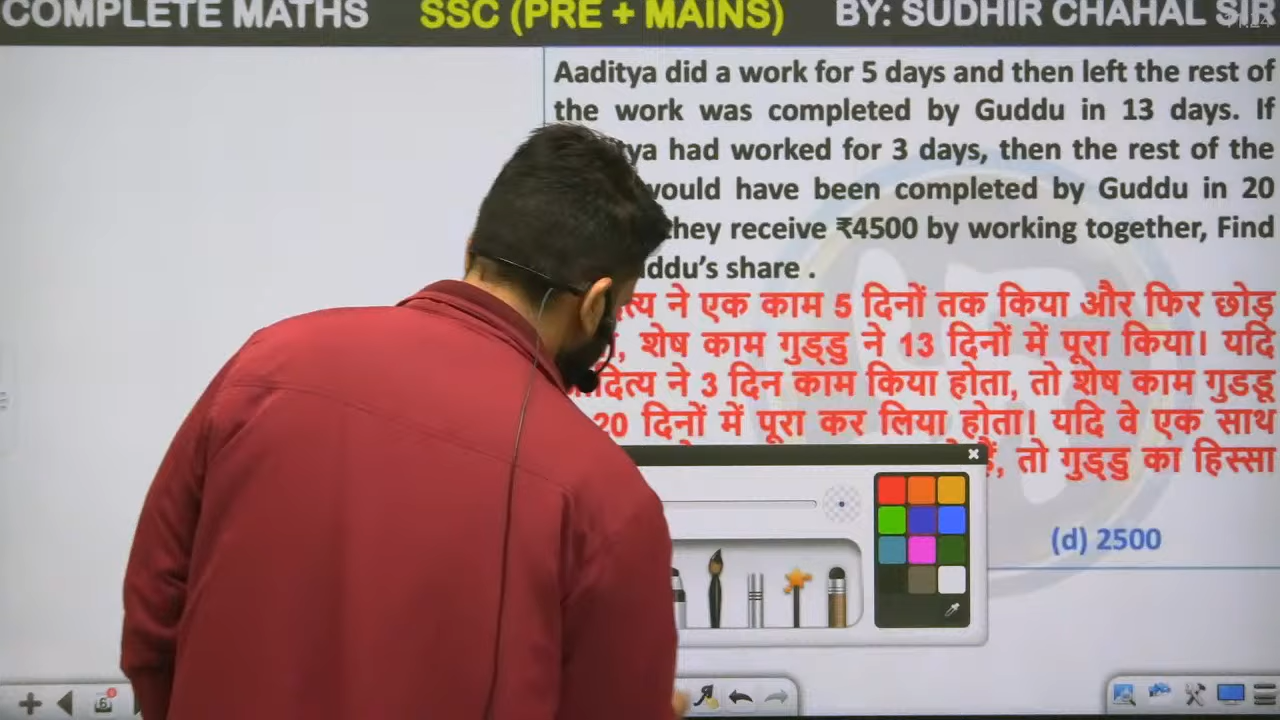 COMPLETE MATHS SSC (PRE + MAINS) BY: SUDHIR CHAHAL SIR
Aaditya did a work for 5 days and then left the rest of
the work was completed by Guddu in 13 days. If
ya had worked for 3 days, then the rest of the
would have been completed by Guddu in 20
they receive ₹4500 by working together, Find
ddu's share .
त्य ने एक काम 5 दिनों तक किया और फिर छोड़
, शेष काम गुड्डु ने 13 दिनों में पूरा किया। यदि
दित्य ने 3 दिन काम किया होता, तो शेष काम गुडडू
20 दिनों में पूरा कर लिया होता। यदि वे एक साथ
हैं, तो गुड्डु का हिस्सा
(d) 2500